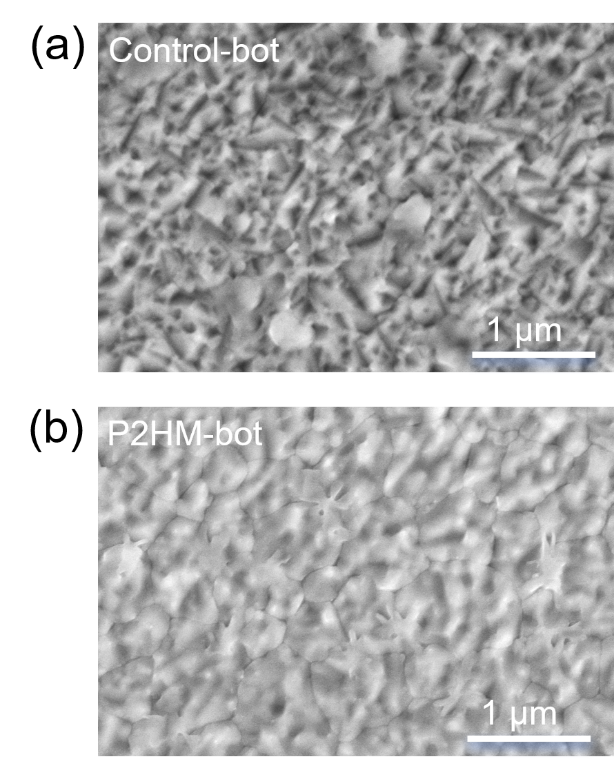 (a)
Control-bot
1 μm
(b)
P2HM-bot
1 μm